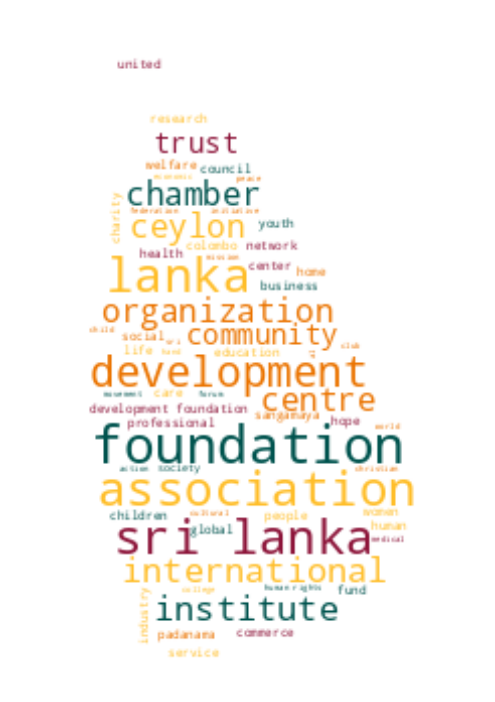 united
research
trust
welfare council
economic peace
chamber
federation initiative
charity
ceylon youth
colombo network
health mission
center
lanka home
business
organization
child social community
sri
club
life fund education
development
movement care forum centre
development foundation sangamaya
professional hope world
foundation
action society christian
association
children cultural people women
global human
sri lanka medical
international
college human rights fund
industry
institute
padanama commerce
service